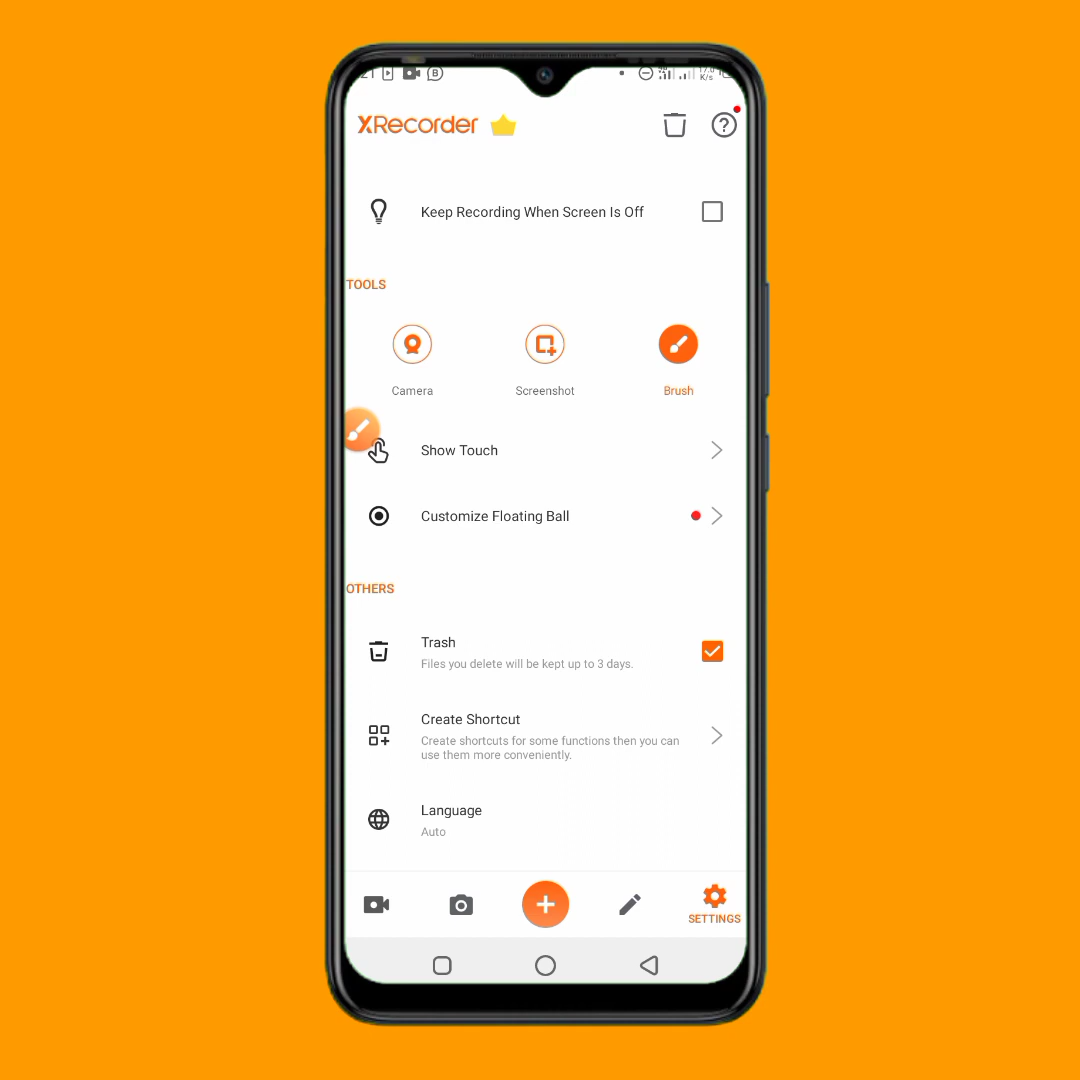 XRecorder
Keep Recording When Screen Is Off
TOOLS
Camera
Screenshot
Brush
Show Touch
Customize Floating Ball
OTHERS
Trash
Files you delete will be kept up to 3 days.
Create Shortcut
Create shortcuts for some functions then you can
use them more conveniently.
Language
Auto
SETTINGS